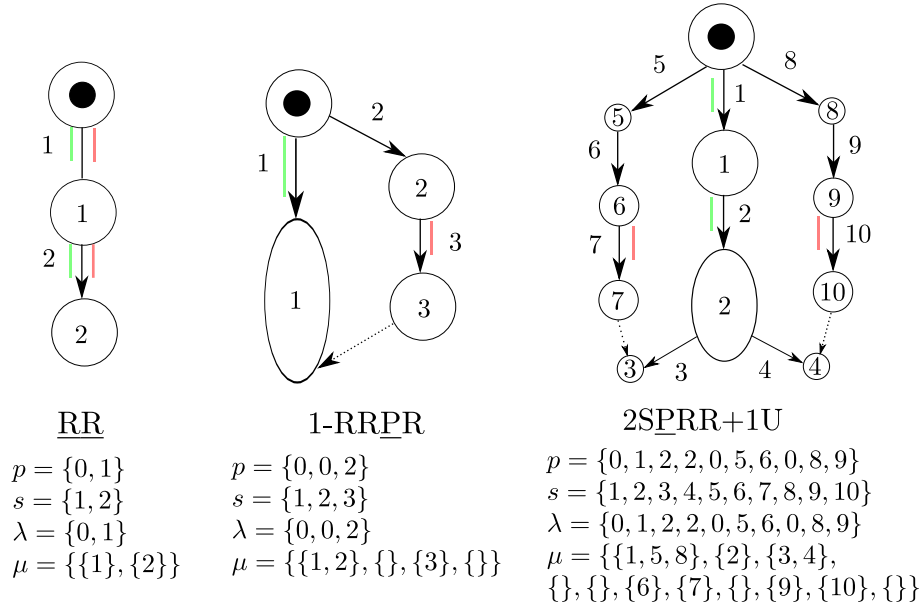 1
1
2
2
RR
p = {0, 1}
s = {1, 2}
λ = {0, 1}
μ = {{1}, {2}}
2
1
2
3
1
3
1-RRPR
p = {0, 0, 2}
s = {1, 2, 3}
λ = {0, 0, 2}
μ = {{1, 2}, {}, {3}, {}}
5
8
1
5
8
6
1
9
6
9
7
2
10
7
2
10
3
3
4
4
2SPRR+1U
p = {0, 1, 2, 2, 0, 5, 6, 0, 8, 9}
s = {1, 2, 3, 4, 5, 6, 7, 8, 9, 10}
λ = {0, 1, 2, 2, 0, 5, 6, 0, 8, 9}
μ = {{1, 5, 8}, {2}, {3, 4},
{}, {}, {6}, {7}, {}, {9}, {10}, {}}